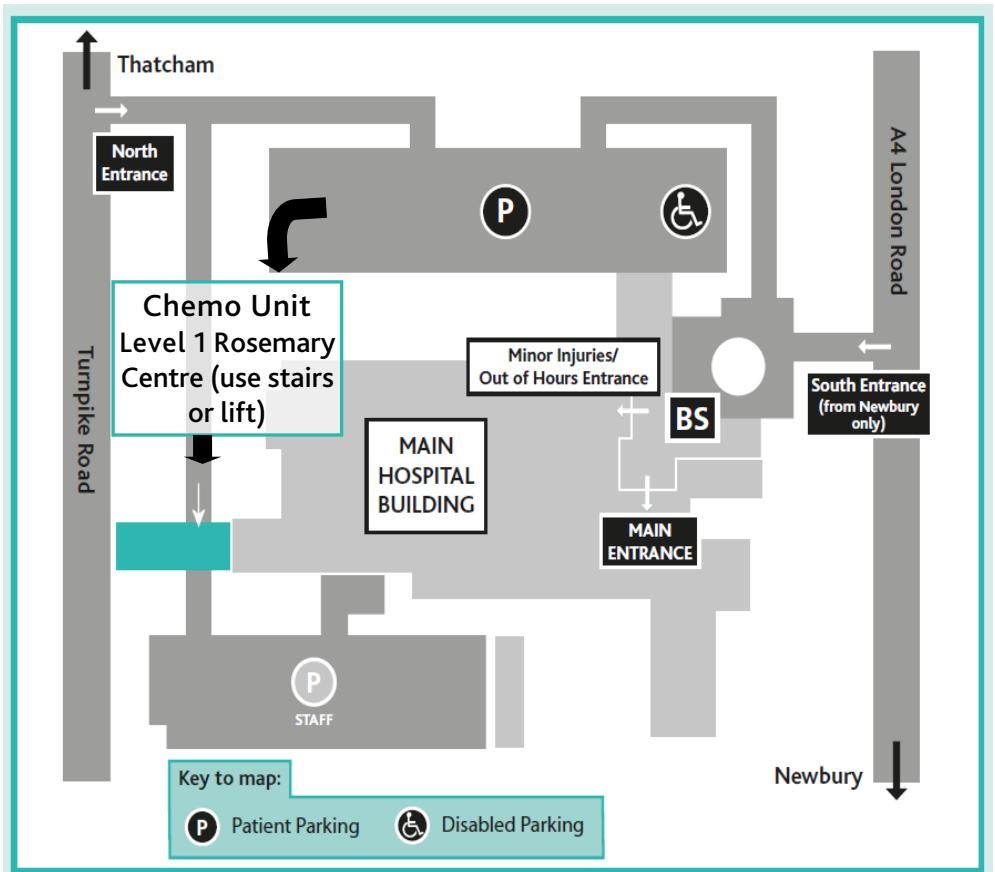 Thatcham
North
Entrance
P
A4 London Road
Chemo Unit
Level 1 Rosemary
Centre (use stairs
or lift)
Minor Injuries/
Out of Hours Entrance
Turnpike Road
South Entrance
(from Newbury
only)
BS
MAIN
HOSPITAL
BUILDING
MAIN
ENTRANCE
P
STAFF
Newbury
Key to map:
P Patient Parking
Disabled Parking